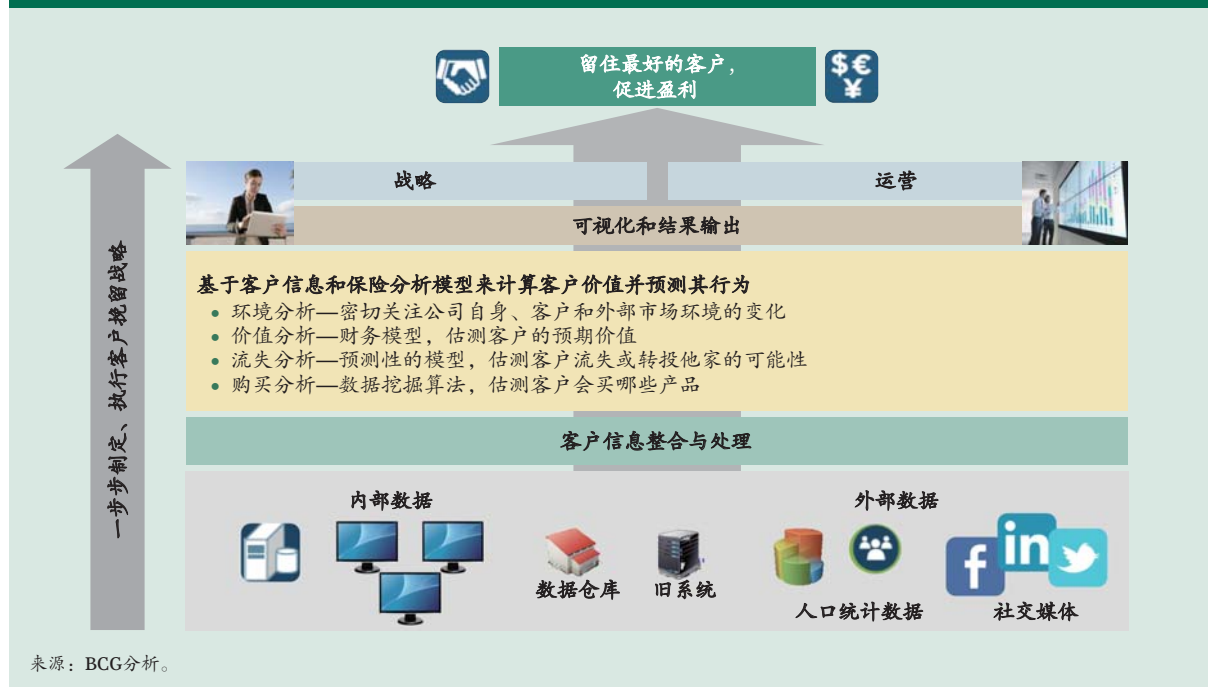 留住最好的客户，
促进盈利
$ €
¥
战略
运营
可视化和结果输出
一步步制定、执行客户挽留战略
基于客户信息和保险分析模型来计算客户价值并预测其行为
• 环境分析—密切关注公司自身、客户和外部市场环境的变化
• 价值分析—财务模型，估测客户的预期价值
• 流失分析—预测性的模型，估测客户流失或转投他家的可能性
• 购买分析—数据挖掘算法，估测客户会买哪些产品
客户信息整合与处理
内部数据
外部数据
in
f
数据仓库
旧系统
人口统计数据
社交媒体
来源：BCG分析。